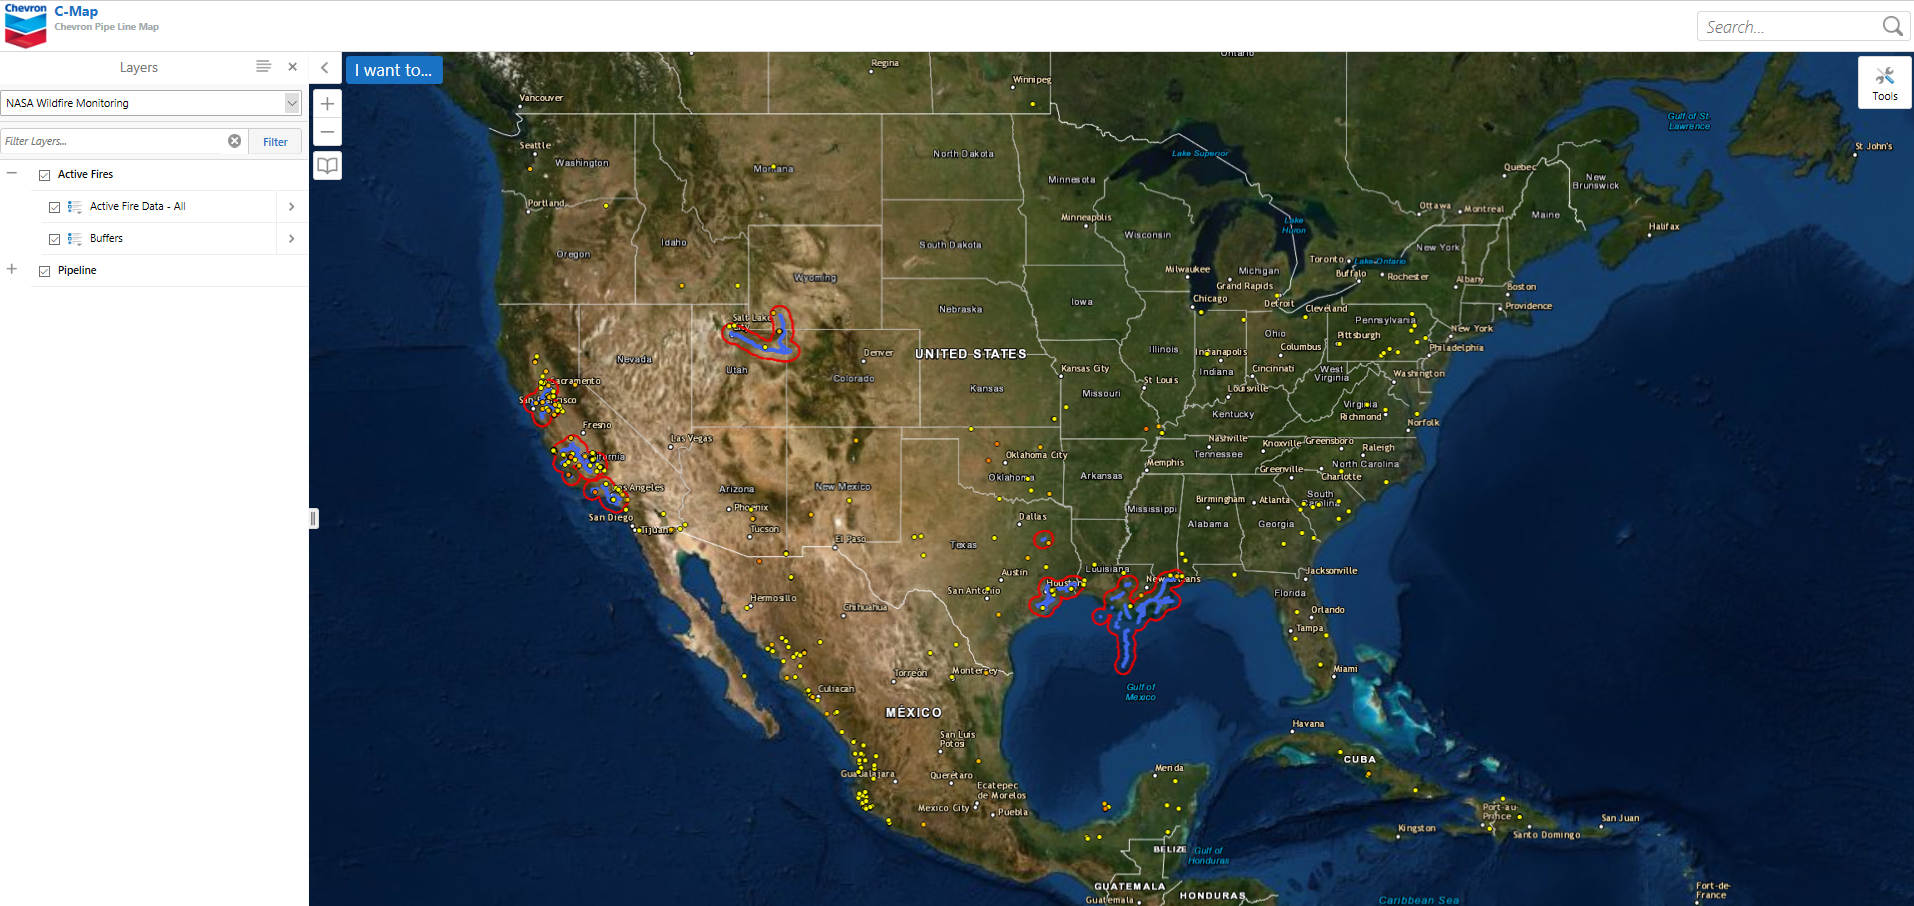 Chevron
C-Map
Chevron Pipe Line Map
Search...
Layers
NASA Wildfire Monitoring
Filter Layers...
Filter
Active Fires
Active Fire Data - All
Buffers
Pipeline
I want to...
Tools
Ontario
Regina
Winnipeg
Vancouver
Gulf of St. Lawrence
St John's
Seattle
Washington
North Dakota
Lake Superior
Quebec
Montana
Minnesota
New Brunswick
Portland
Minneapolis
Ottawa
Montreal
Maine
Halifax
Lake Huron
Idaho
South Dakota
Wisconsin
New York
Oregon
Toronto
Lake Ontario
Milwaukee
Michigan
Buffalo
Rochester
Albany
Wyoming
Grand Rapids
Boston
Chicago
Detroit
Iowa
Nebraska
Cleveland
Providence
Salt Lake City
Pennsylvania
New York
Ohio
Pittsburgh
Philadelphia
Nevada
Denver
UNITED STATES
Illinois
Indianapolis
Columbus
Utah
Colorado
Kansas City
Indiana
Cincinnati
West Virginia
Washington
Sacramento
Kansas
St Louis
Missouri
Louisville
San Francisco
Kentucky
Virginia
Richmond
Norfolk
Fresno
Las Vegas
Nashville
Knoxville
Greensboro
Raleigh
California
Oklahoma City
Memphis
Tennessee
Greenville
North Carolina
Charlotte
Oklahoma
Arkansas
Los Angeles
Arizona
New Mexico
Birmingham
Atlanta
South Carolina
Phoenix
Mississippi
San Diego
Tijuana
Tucson
Dallas
Alabama
Georgia
El Paso
Texas
Austin
Louisiana
Jacksonville
Houston
New Orleans
San Antonio
Florida
Hermosillo
Chihuahua
Orlando
Tampa
Torreón
Monterrey
Miami
Culiacan
Gulf of Mexico
MÉXICO
Havana
San Luis Potosi
CUBA
Guadalajara
Querétaro
Merida
Ecatepec de Morelos
Mexico City
Puebla
Port-au-Prince
San Juan
Kingston
Santo Domingo
BELIZE
Gulf of Honduras
GUATEMALA
Guatemala
HONDURAS
Caribbean Sea
Fort-de-France